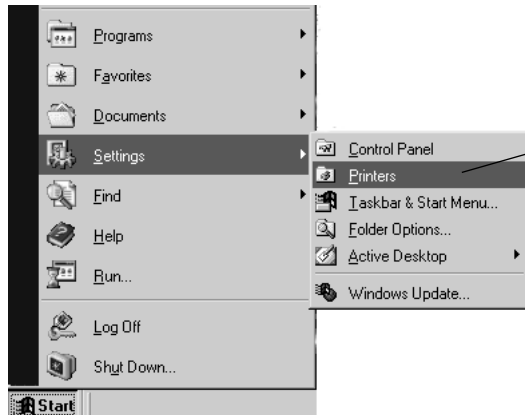 Programs
Favorites
Documents
Settings
Find
Help
Run...
Log Off
Shut Down...
Start
Control Panel
Printers
Taskbar & Start Menu...
Folder Options...
Active Desktop
Windows Update...